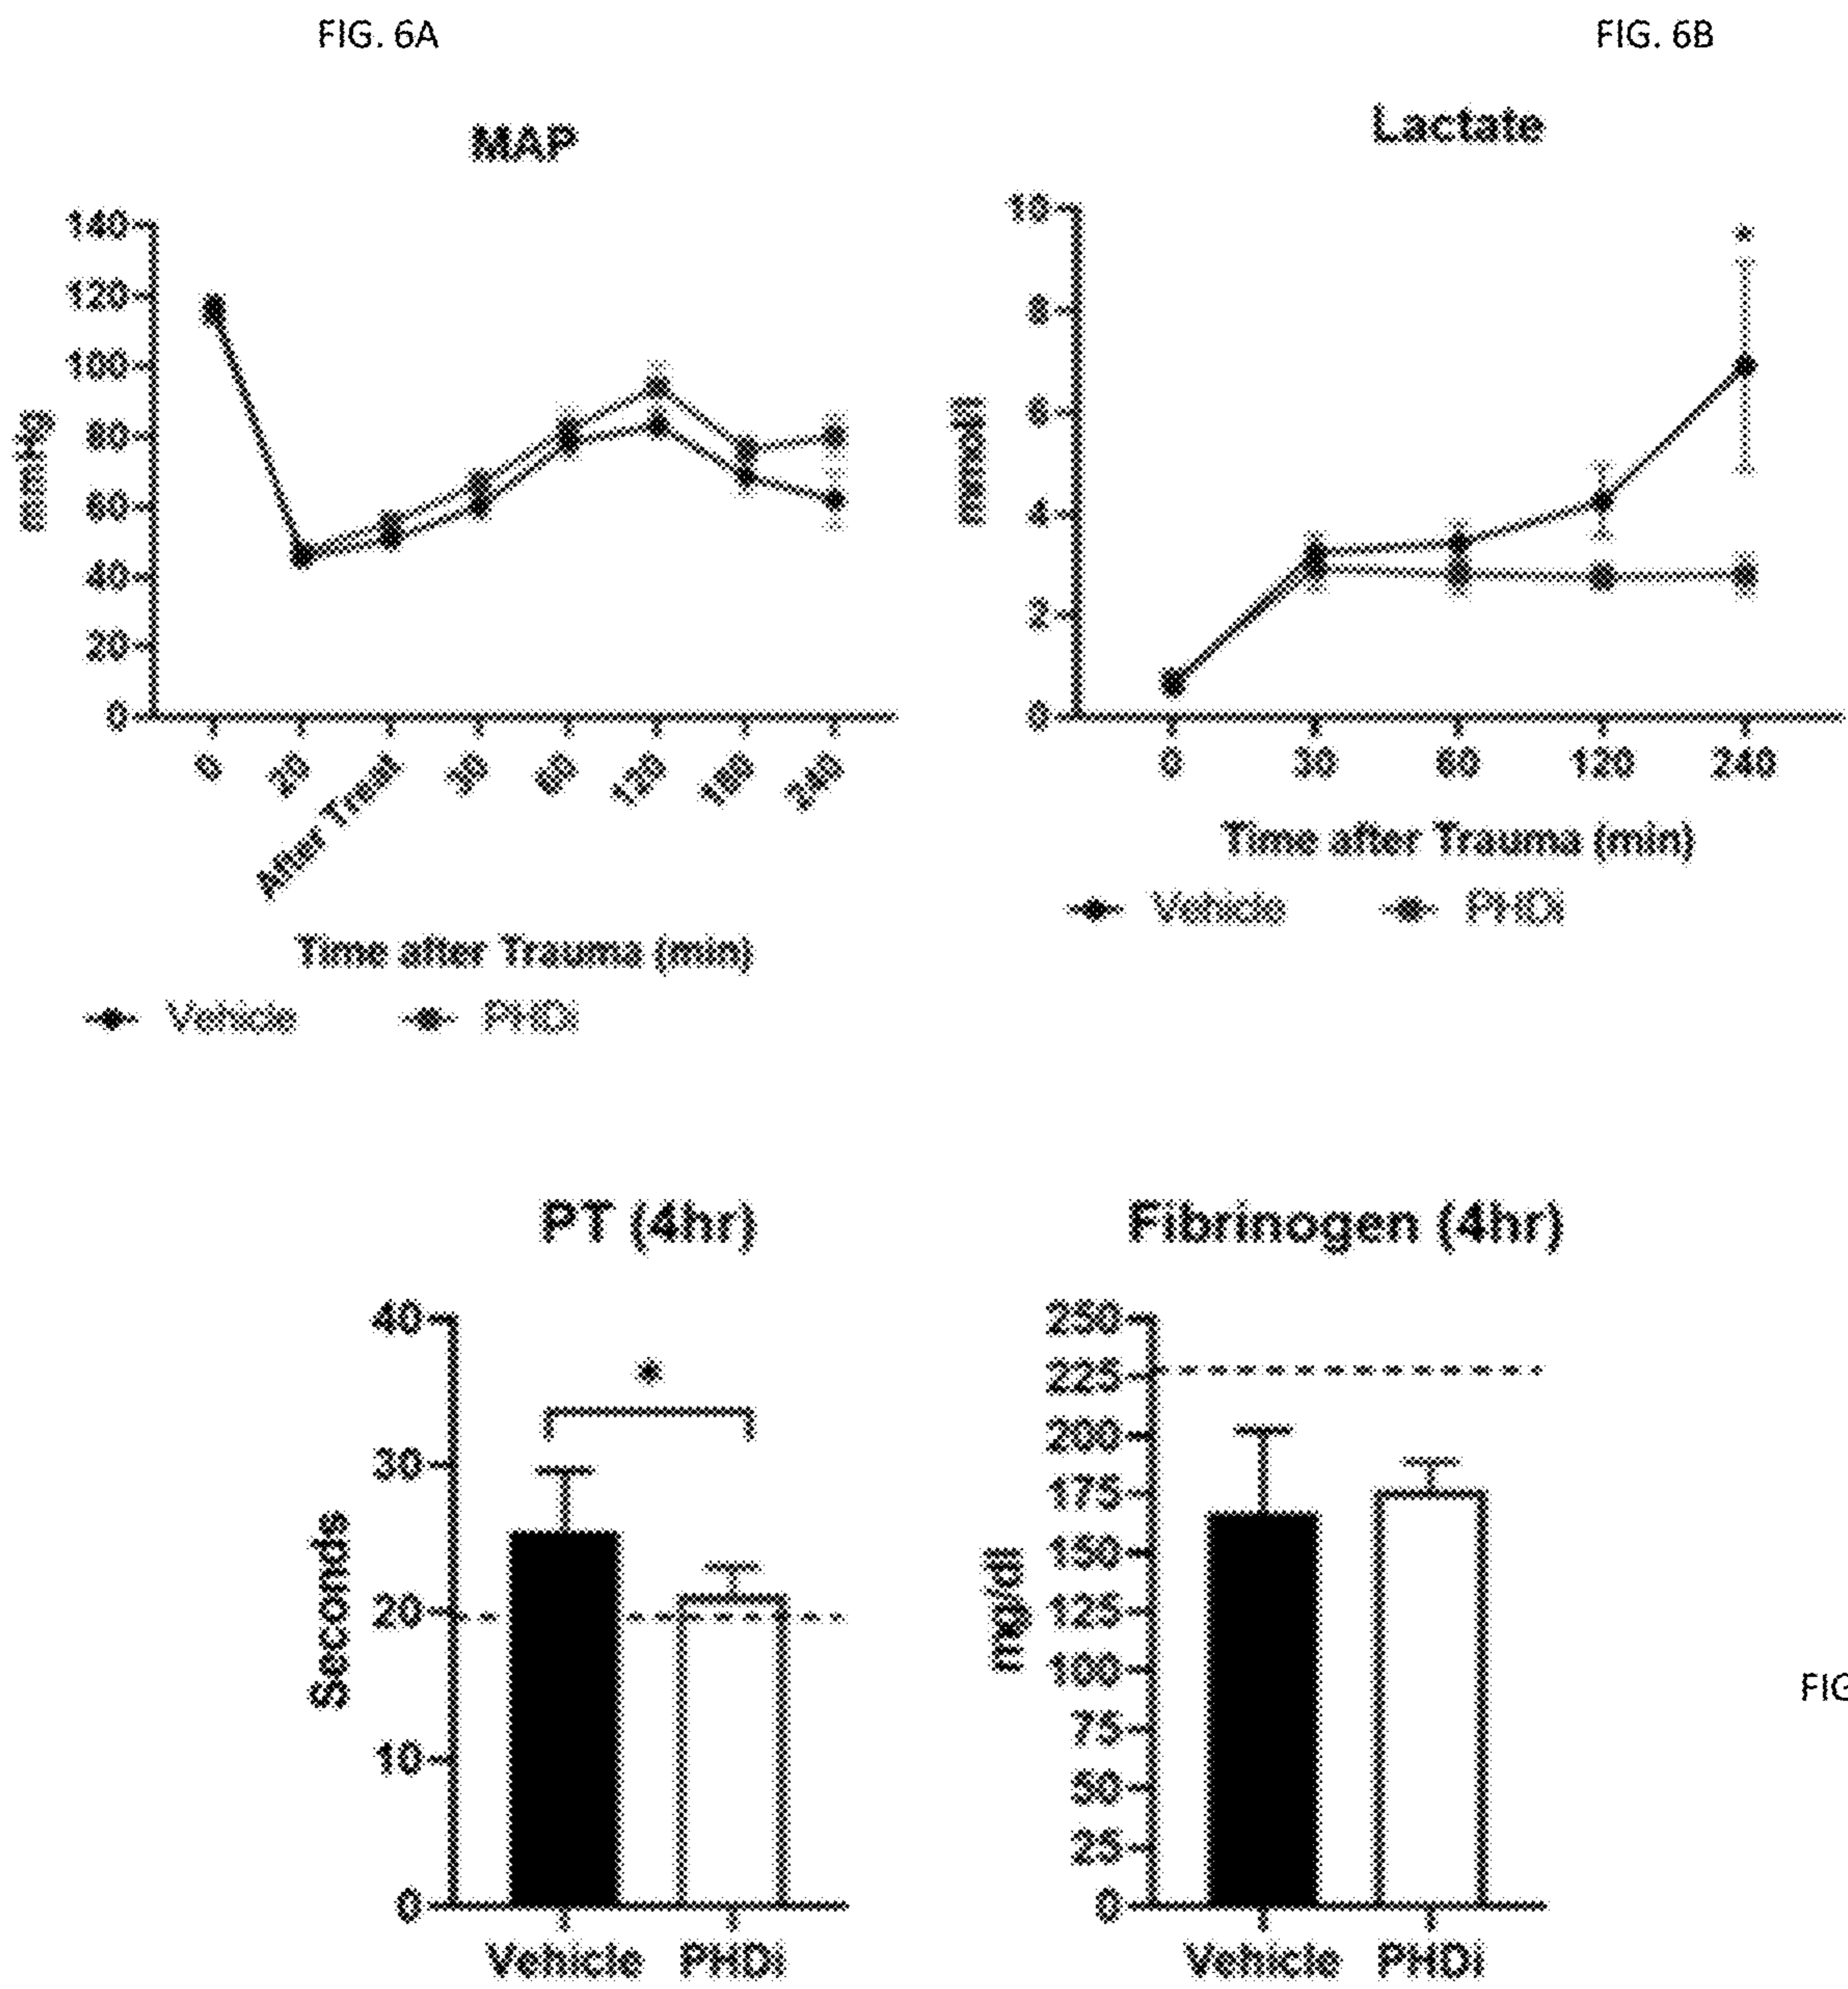 FIG. 6A
FIG. 6B
MAP
140
120
100
80
60
40
20
0
mmHg
0
20
After Treat
30
60
120
180
240
Time after Trauma (min)
Vehicle PHDi
Lactate
10
8
6
4
2
0
mmol/l
*
0 30 60 120 240
Time after Trauma (min)
Vehicle PHDi
PT (4hr)
40
30
20
10
0
Seconds
*
Vehicle PHDi
Fibrinogen (4hr)
250
225
200
175
150
125
100
75
50
25
0
mg/dl
Vehicle PHDi
FIG